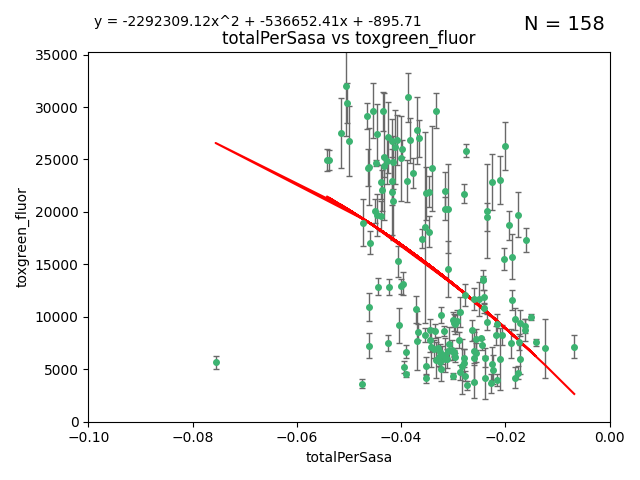 y = -2292309.12x^2 + -536652.41x + -895.71
N = 158
totalPerSasa vs toxgreen_fluor
35000
30000
25000
20000
15000
10000
5000
0
toxgreen_fluor
−0.10 −0.08 −0.06 −0.04 −0.02 0.00
totalPerSasa